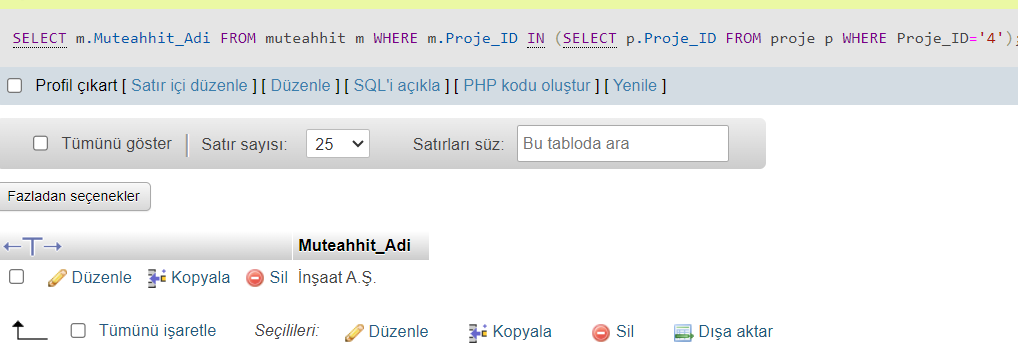 SELECT m.Muteahhit_Adi FROM muteahhit m WHERE m.Proje_ID IN (SELECT p.Proje_ID FROM proje p WHERE Proje_ID='4');
Profil çıkart [ Satır içi düzenle ] [ Düzenle ] [ SQL'i açıkla ] [ PHP kodu oluştur ] [ Yenile ]
Tümünü göster Satır sayısı: 25 Satırları süz: Bu tabloda ara
Fazladan seçenekler
←T→ Muteahhit_Adi
Düzenle Kopyala Sil İnşaat A.Ş.
Tümünü işaretle Seçilileri: Düzenle Kopyala Sil Dışa aktar